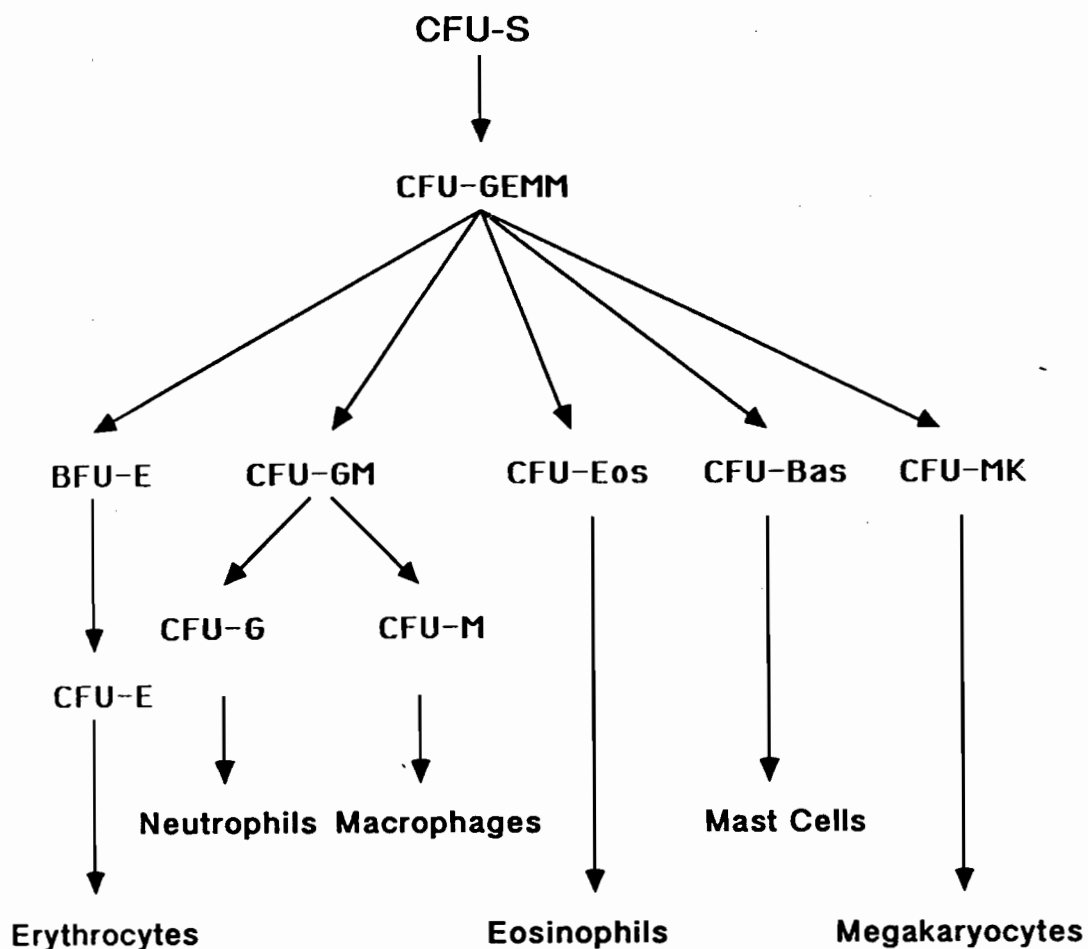 CFU-S
CFU-GEMM
BFU-E CFU-GM CFU-Eos CFU-Bas CFU-MK
CFU-G CFU-M
CFU-E
Neutrophils Macrophages Mast Cells
Erythrocytes Eosinophils Megakaryocytes